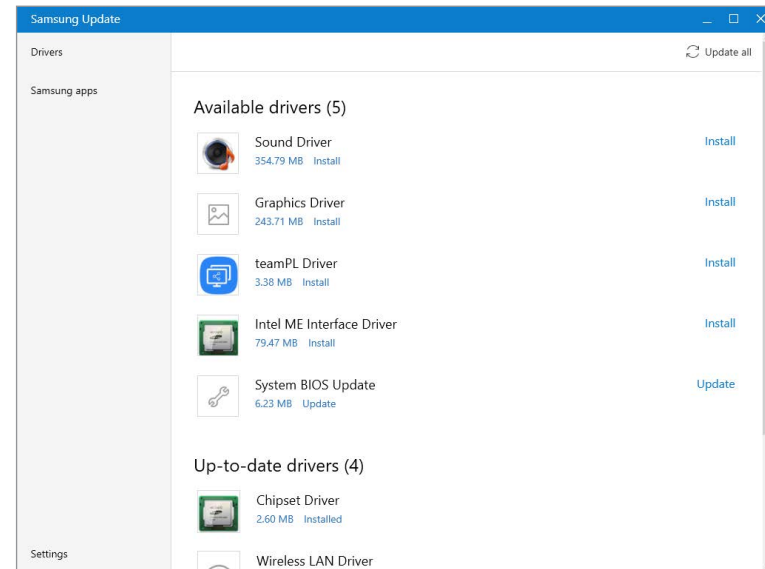 Samsung Update
Drivers
Update all
Samsung apps
Available drivers (5)
Sound Driver
Install
354.79 MB Install
Graphics Driver
Install
243.71 MB Install
teamPL Driver
Install
3.38 MB Install
Intel ME Interface Driver
Install
79.47 MB Install
System BIOS Update
Update
6.23 MB Update
Up-to-date drivers (4)
Chipset Driver
2.60 MB Installed
Settings
Wireless LAN Driver